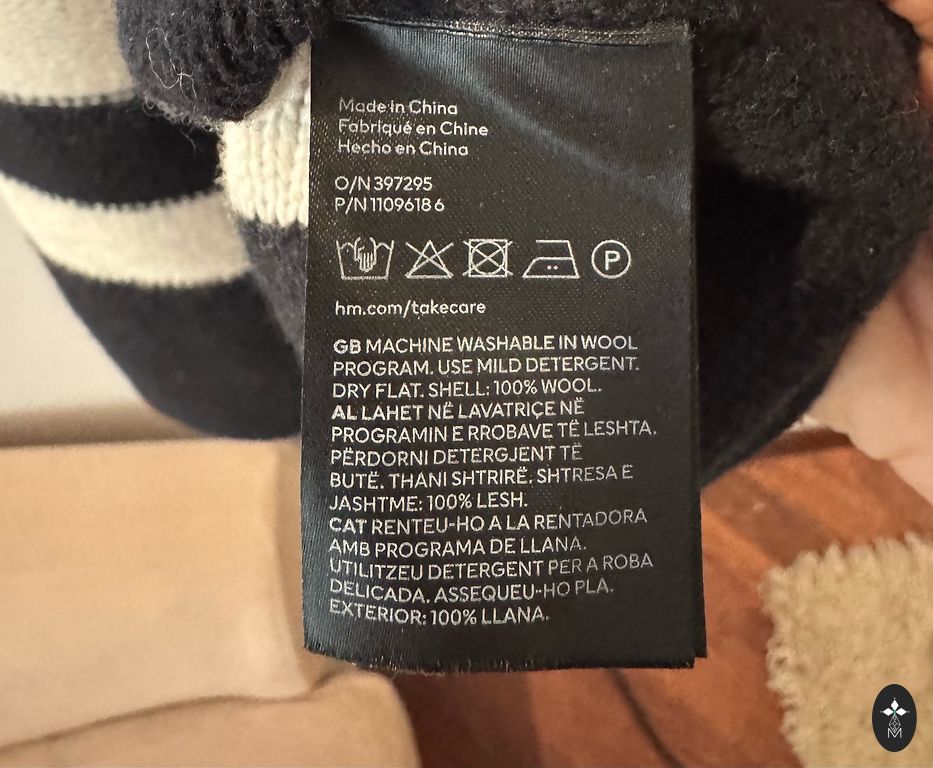 Made in China
Fabriqué en Chine
Hecho en China
O/N 397295
P/N 1109618 6
P
hm.com/takecare
GB MACHINE WASHABLE IN WOOL
PROGRAM. USE MILD DETERGENT.
DRY FLAT. SHELL: 100% WOOL.
AL LAHET NË LAVATRIÇE NË
PROGRAMIN E RROBAVE TË LESHTA.
PËRDORNI DETERGJENT TË
BUTË. THANI SHTRIRË. SHTRESA E
JASHTME: 100% LESH.
CAT RENTEU-HO A LA RENTADORA
AMB PROGRAMA DE LLANA.
UTILITZEU DETERGENT PER A ROBA
DELICADA. ASSEQUEU-HO PLA.
EXTERIOR: 100% LLANA.
M